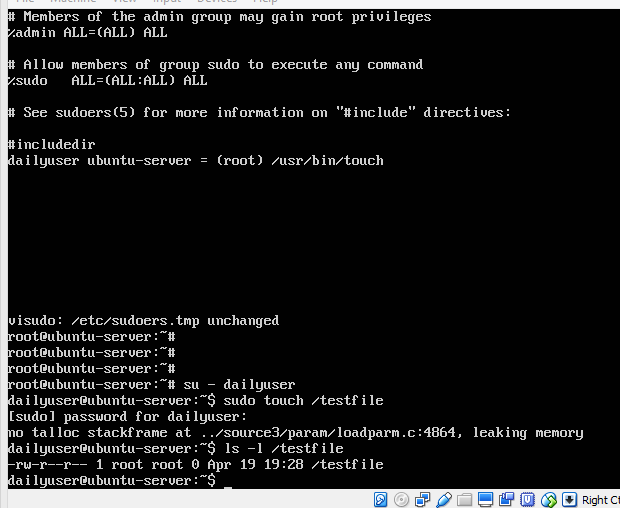 File Machine View Input Devices Help
# Members of the admin group may gain root privileges
%admin ALL=(ALL) ALL
# Allow members of group sudo to execute any command
%sudo   ALL=(ALL:ALL) ALL
# See sudoers(5) for more information on "#include" directives:
#includedir
dailyuser ubuntu-server = (root) /usr/bin/touch
visudo: /etc/sudoers.tmp unchanged
root@ubuntu-server:~#
root@ubuntu-server:~#
root@ubuntu-server:~#
root@ubuntu-server:~# su - dailyuser
dailyuser@ubuntu-server:~$ sudo touch /testfile
[sudo] password for dailyuser:
no talloc stackframe at ../source3/param/loadparm.c:4864, leaking memory
dailyuser@ubuntu-server:~$ ls -l /testfile
-rw-r--r-- 1 root root 0 Apr 19 19:28 /testfile
dailyuser@ubuntu-server:~$ _
Right Ct